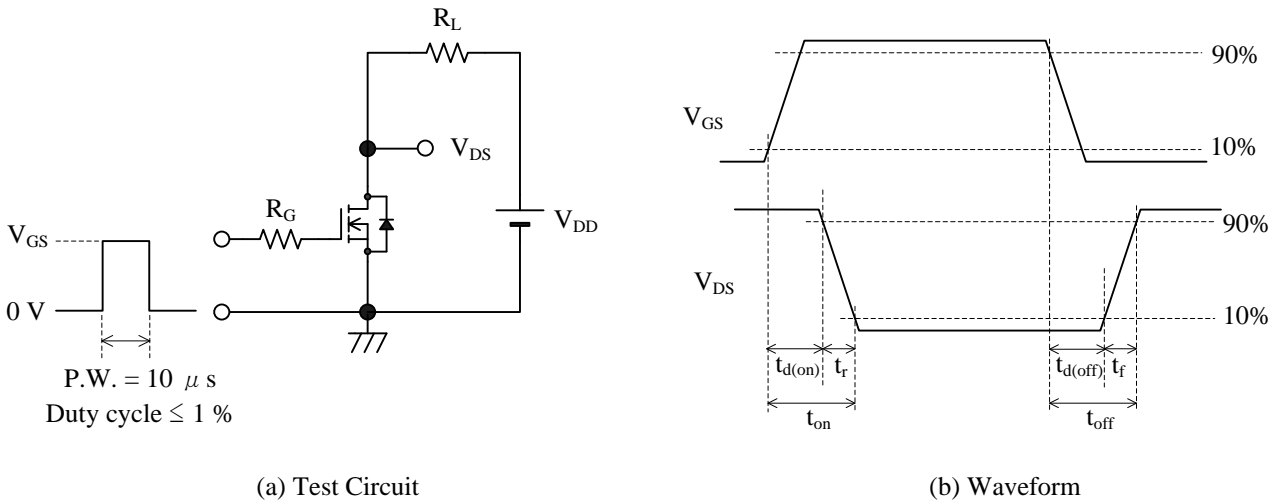 R_L
V_DS
R_G
V_DD
V_GS
0 V
P.W. = 10 μ s
Duty cycle ≤ 1 %
(a) Test Circuit
90%
V_GS
10%
90%
V_DS
10%
t_d(on) t_r t_d(off) t_f
t_on t_off
(b) Waveform